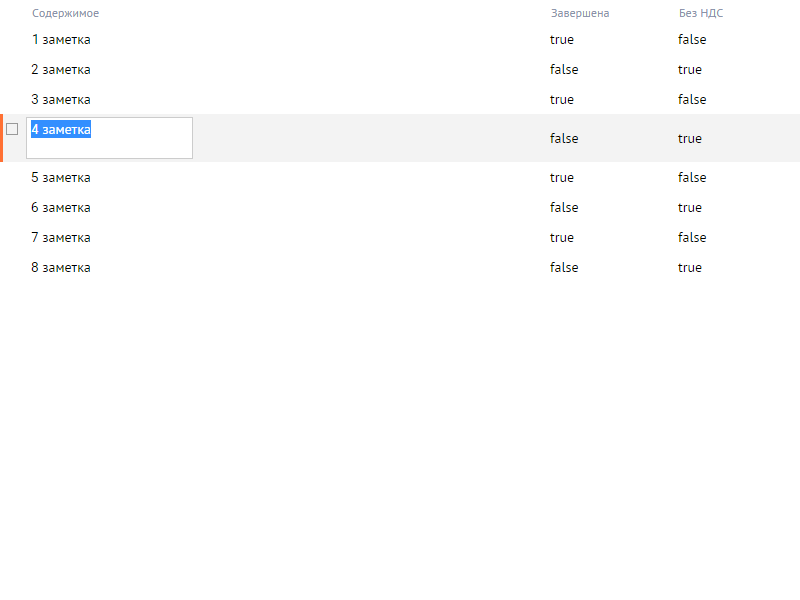 Содержимое Завершена Без НДС
1 заметка true false
2 заметка false true
3 заметка true false
4 заметка false true
5 заметка true false
6 заметка false true
7 заметка true false
8 заметка false true